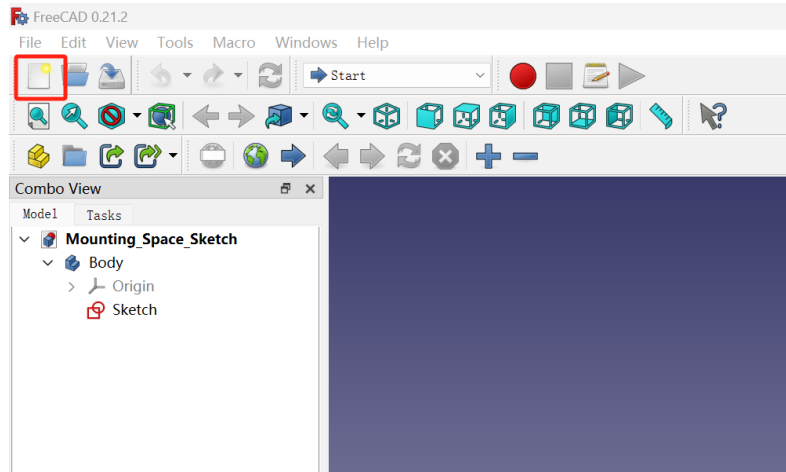 FreeCAD 0.21.2
File Edit View Tools Macro Windows Help
Start
Combo View
Model Tasks
Mounting_Space_Sketch
Body
Origin
Sketch